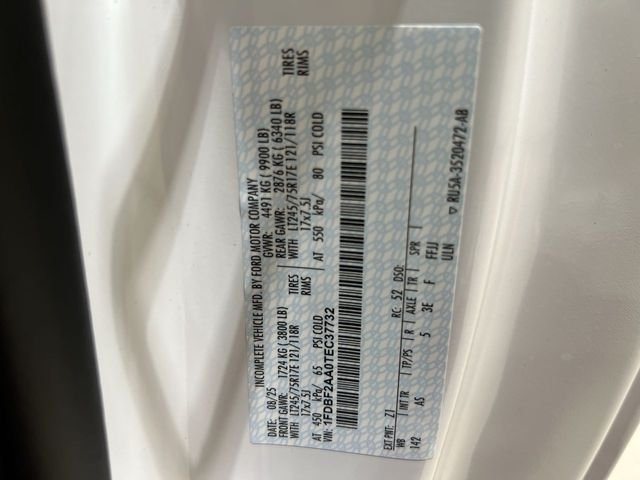 INCOMPLETE VEHICLE MFD. BY FORD MOTOR COMPANY
DATE: 08/25 GVWR: 4491 KG ( 9900 LB)
FRONT GAWR: 1724 KG ( 3800 LB) REAR GAWR: 2876 KG ( 6340 LB)
WITH LT245/75R17E 121/118R TIRES WITH LT245/75R17E 121/118R TIRES
17x7.5J RIMS 17x7.5J RIMS
AT 450 kPa/ 65 PSI COLD AT 550 kPa/ 80 PSI COLD
VIN: 1FDBF2AA0TEC37732
EXT PNT: Z1 RC: 52 DSO:
WB INT TR TP/PS R AXLE TR SPR
142 AS 5 3E F FEJJ
ULN
RU5A-3520472-AB